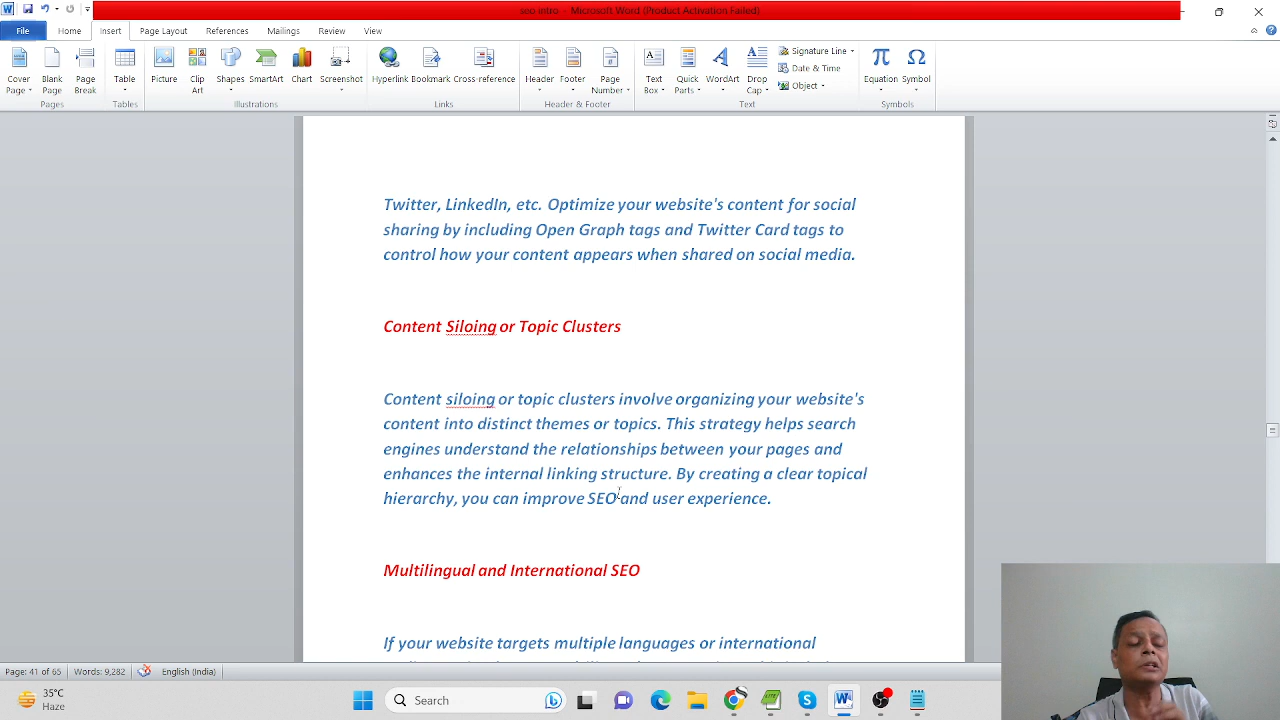 seo intro - Microsoft Word (Product Activation Failed)
File Home Insert Page Layout References Mailings Review View
Cover Page Blank Page Page Break
Pages
Table
Tables
Picture Clip Art Shapes SmartArt Chart Screenshot
Illustrations
Hyperlink Bookmark Cross-reference
Links
Header Footer Page Number
Header & Footer
Text Box Quick Parts WordArt Drop Cap
Signature Line
Date & Time
Object
Text
Equation Symbol
Symbols
Twitter, LinkedIn, etc. Optimize your website's content for social
sharing by including Open Graph tags and Twitter Card tags to
control how your content appears when shared on social media.
Content Siloing or Topic Clusters
Content siloing or topic clusters involve organizing your website's
content into distinct themes or topics. This strategy helps search
engines understand the relationships between your pages and
enhances the internal linking structure. By creating a clear topical
hierarchy, you can improve SEO and user experience.
Multilingual and International SEO
If your website targets multiple languages or international
Page: 41 of 65 Words: 9,282 English (India)
35°C
Haze
Search